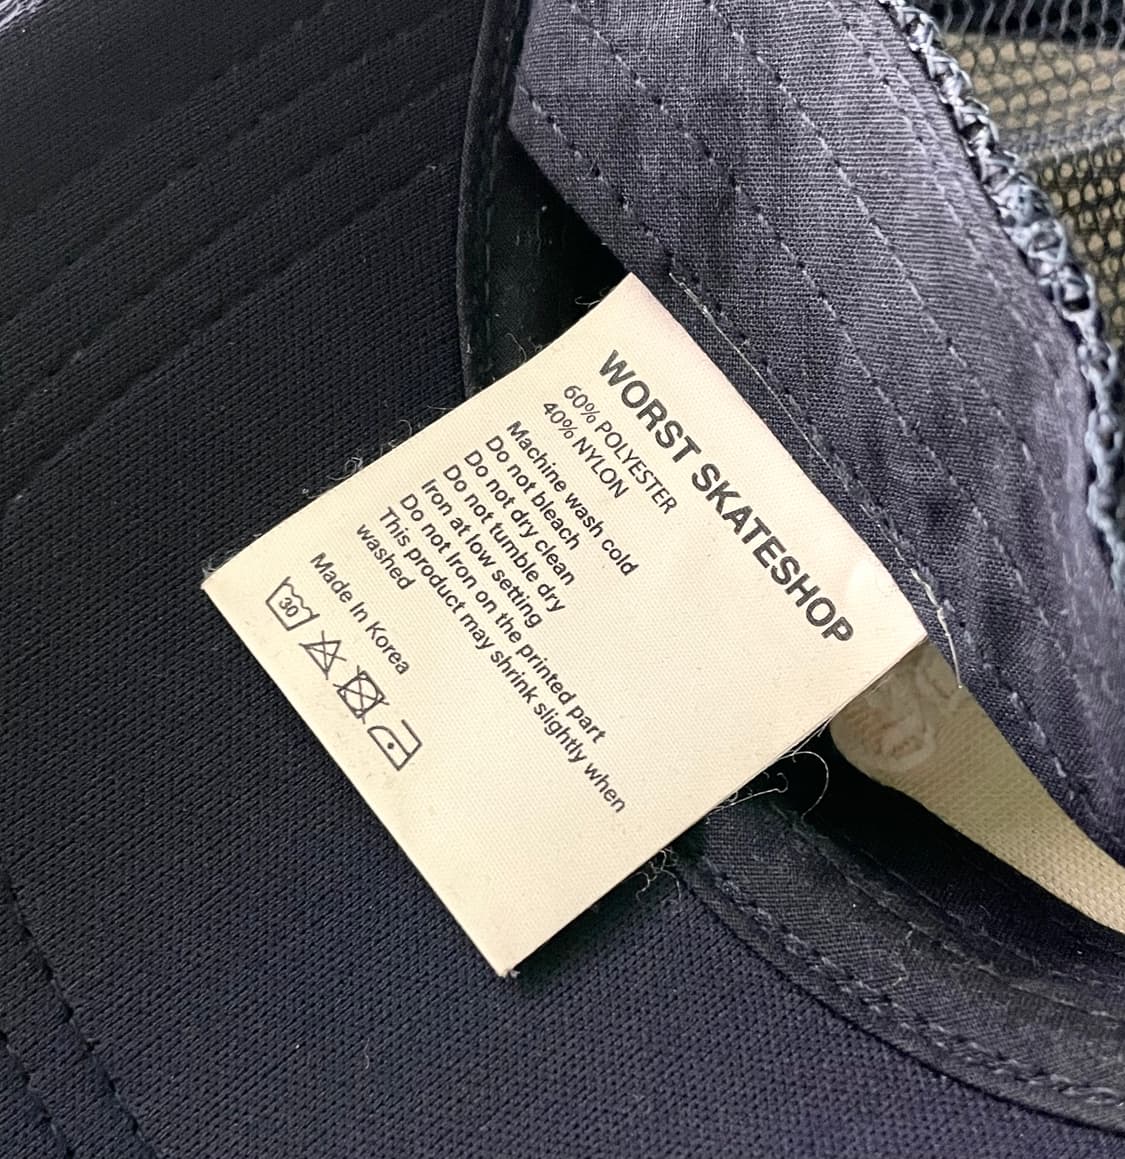 WORST SKATESHOP
60% POLYESTER
40% NYLON
Machine wash cold
Do not bleach
Do not dry clean
Do not tumble dry
Iron at low setting
Do not Iron on the printed part
This product may shrink slightly when
washed
Made In Korea
30